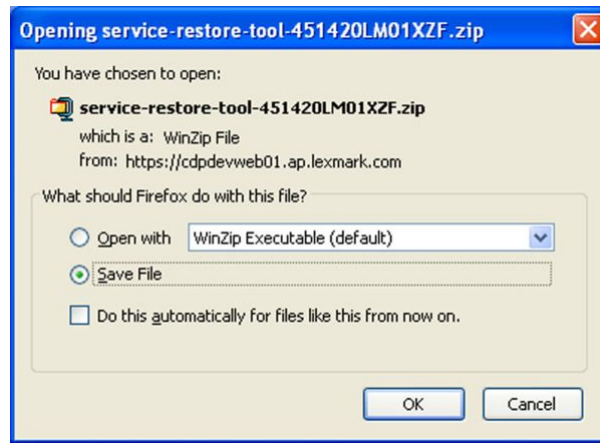 Opening service-restore-tool-451420LM01XZF.zip
You have chosen to open:
service-restore-tool-451420LM01XZF.zip
which is a: WinZip File
from: https://cdpdevweb01.ap.lexmark.com
What should Firefox do with this file?
Open with WinZip Executable (default)
Save File
Do this automatically for files like this from now on.
OK Cancel